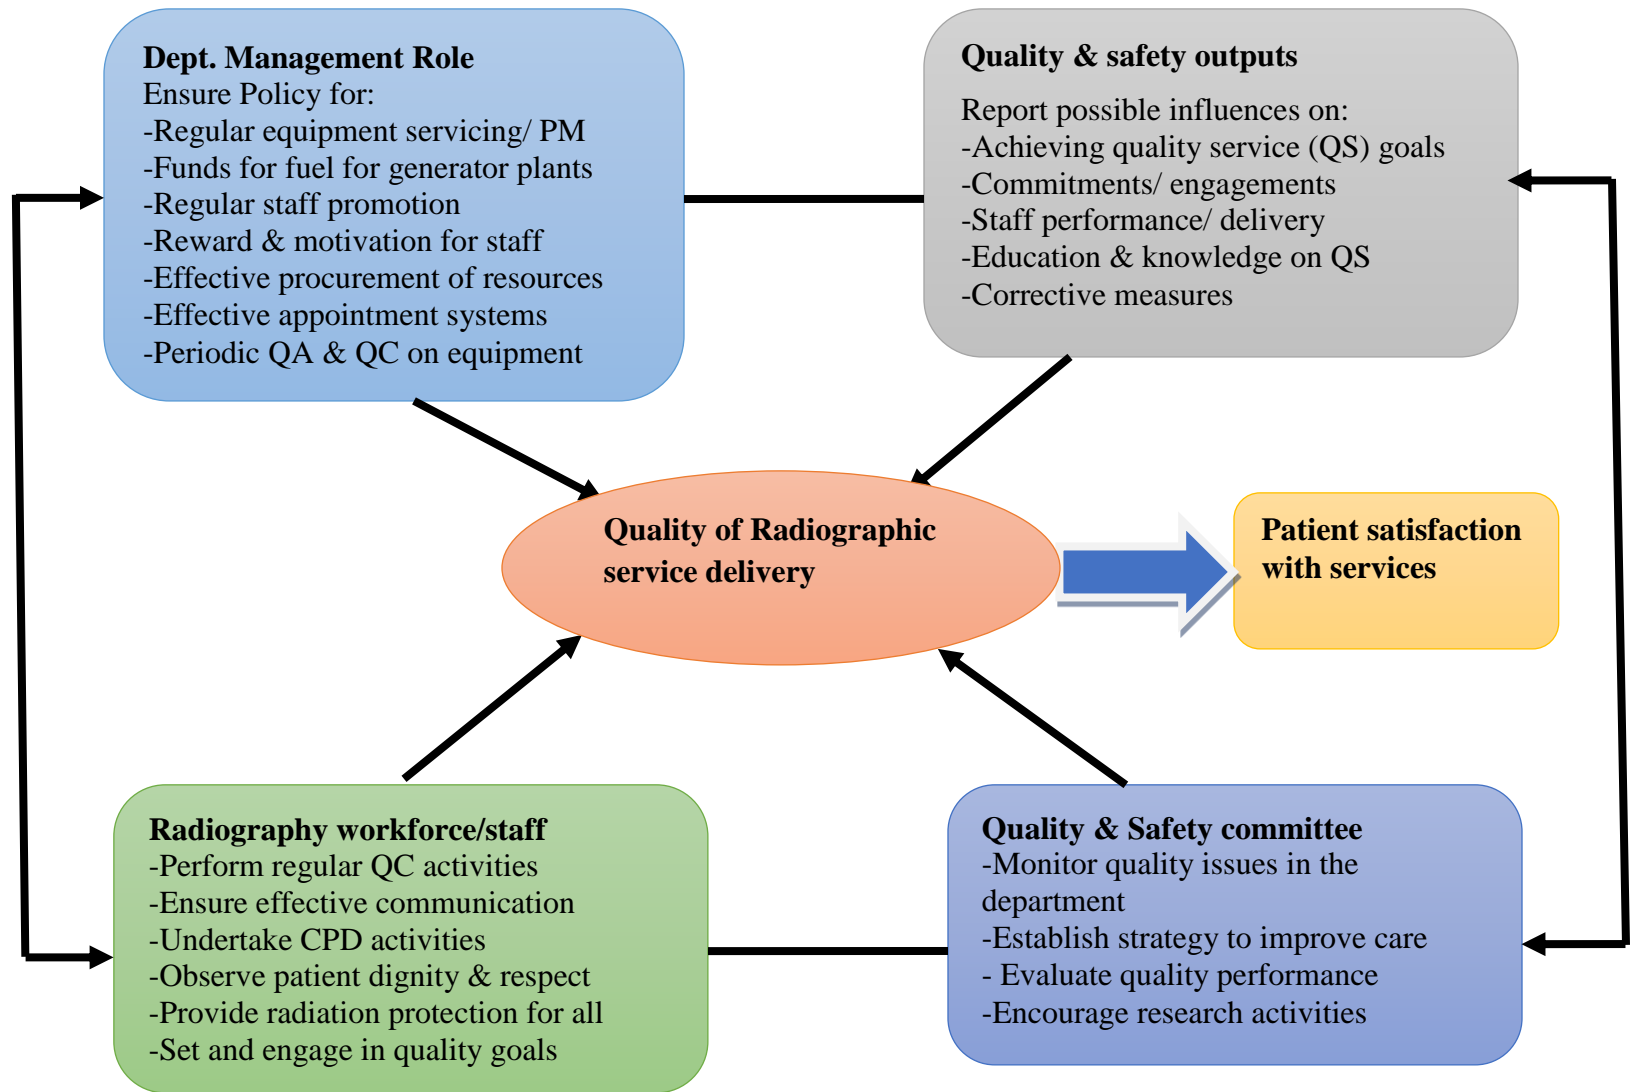 Dept. Management Role
Ensure Policy for:
-Regular equipment servicing/ PM
-Funds for fuel for generator plants
-Regular staff promotion
-Reward & motivation for staff
-Effective procurement of resources
-Effective appointment systems
-Periodic QA & QC on equipment
Quality & safety outputs
Report possible influences on:
-Achieving quality service (QS) goals
-Commitments/ engagements
-Staff performance/ delivery
-Education & knowledge on QS
-Corrective measures
Quality of Radiographic
service delivery
Patient satisfaction
with services
Radiography workforce/staff
-Perform regular QC activities
-Ensure effective communication
-Undertake CPD activities
-Observe patient dignity & respect
-Provide radiation protection for all
-Set and engage in quality goals
Quality & Safety committee
-Monitor quality issues in the
department
-Establish strategy to improve care
- Evaluate quality performance
-Encourage research activities